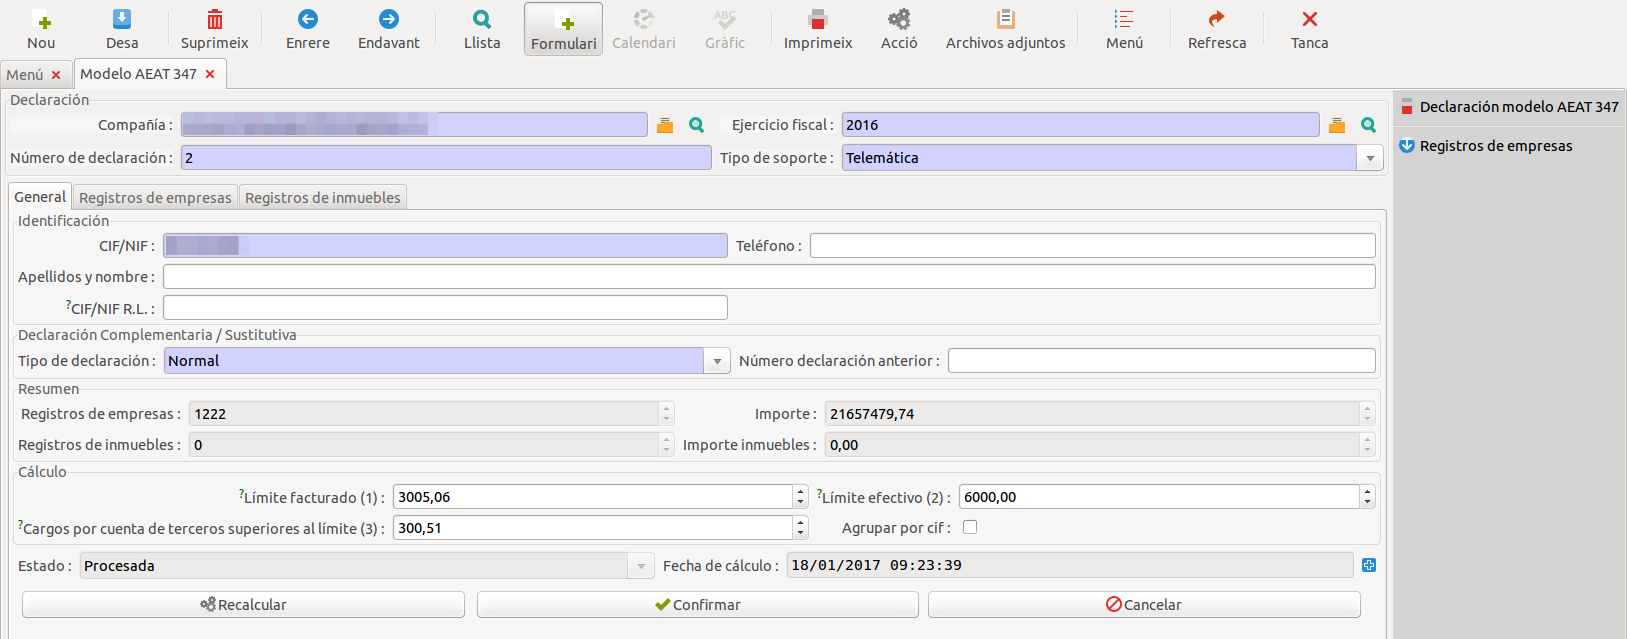 Nou Desa Suprimeix Enrere Endavant Llista Formulari Calendari ABC Gràfic Imprimeix Acció Archivos adjuntos Menú Refresca Tanca
Menú Modelo AEAT 347
Declaración
Compañía : Ejercicio fiscal : 2016
Número de declaración : 2 Tipo de soporte : Telemática
General Registros de empresas Registros de inmuebles
Identificación
CIF/NIF : Teléfono :
Apellidos y nombre :
?CIF/NIF R.L. :
Declaración Complementaria / Sustitutiva
Tipo de declaración : Normal Número declaración anterior :
Resumen
Registros de empresas : 1222 Importe : 21657479,74
Registros de inmuebles : 0 Importe inmuebles : 0,00
Cálculo
?Límite facturado (1) : 3005,06 ?Límite efectivo (2) : 6000,00
?Cargos por cuenta de terceros superiores al límite (3) : 300,51 Agrupar por cif :
Estado : Procesada Fecha de cálculo : 18/01/2017 09:23:39
Recalcular Confirmar Cancelar
Declaración modelo AEAT 347
Registros de empresas